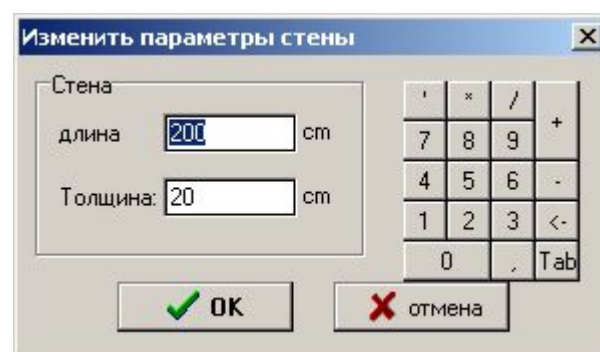 Изменить параметры стены
Стена
длина 200 cm
Толщина: 20 cm
' * / +
7 8 9
4 5 6 -
1 2 3 <-
0 , Tab
OK отмена